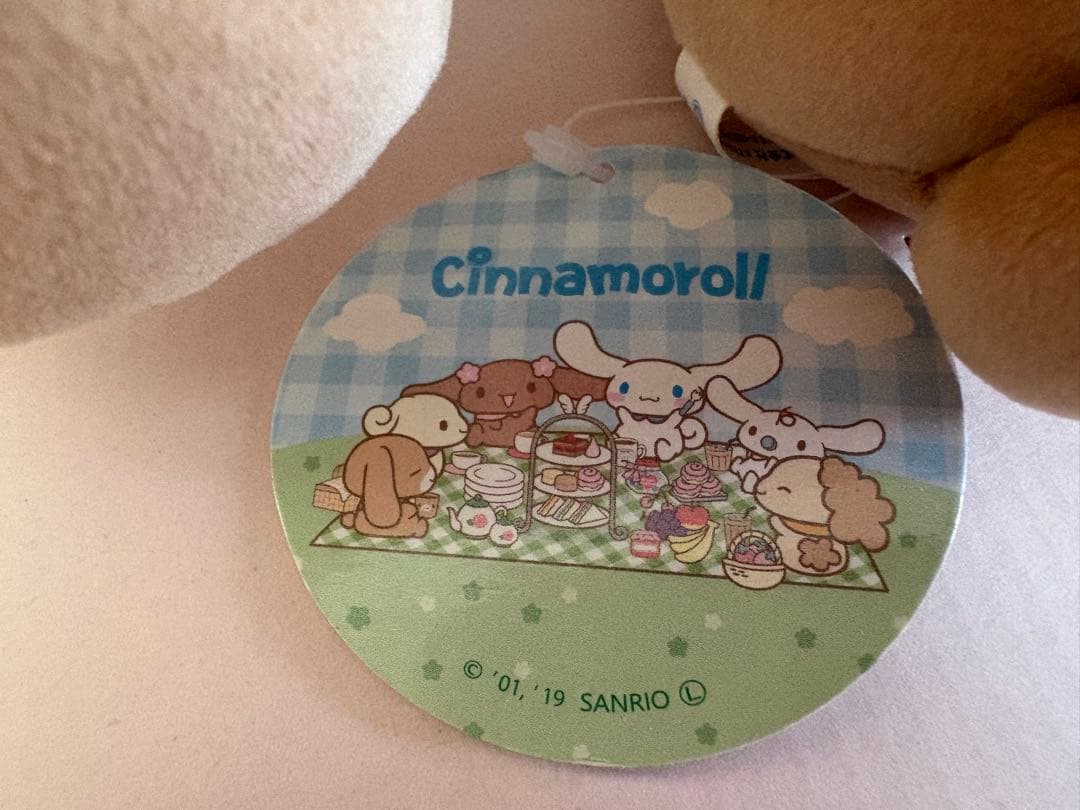 Cinnamoroll
© '01, '19 SANRIO Ⓛ